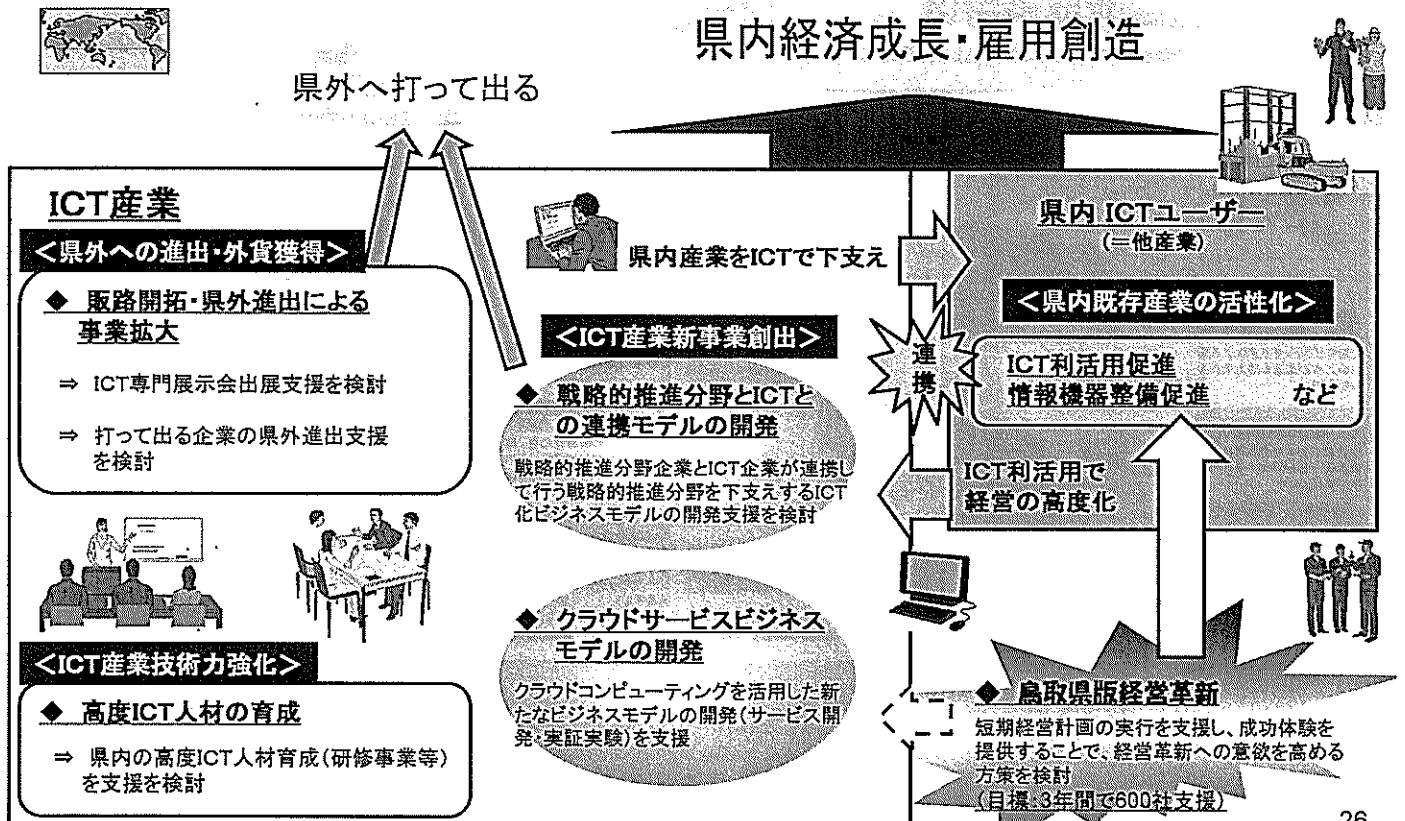 県内経済成長・雇用創造
県外へ打って出る
ICT産業
<県外への進出・外貨獲得>
◆ 販路開拓・県外進出による
事業拡大
⇒ ICT専門展示会出展支援を検討
⇒ 打って出る企業の県外進出支援
を検討
<ICT産業技術力強化>
◆ 高度ICT人材の育成
⇒ 県内の高度ICT人材育成(研修事業等)
を支援を検討
県内産業をICTで下支え
<ICT産業新事業創出>
◆ 戦略的推進分野とICTと
の連携モデルの開発
戦略的推進分野企業とICT企業が連携し
て行う戦略的推進分野を下支えするICT
化ビジネスモデルの開発支援を検討
◆ クラウドサービスビジネス
モデルの開発
クラウドコンピューティングを活用した新
たなビジネスモデルの開発(サービス開
発・実証実験)を支援
連
携
県内 ICTユーザー
(=他産業)
<県内既存産業の活性化>
ICT利活用促進
情報機器整備促進 など
ICT利活用で
経営の高度化
◆ 鳥取県版経営革新
短期経営計画の実行を支援し、成功体験を
提供することで、経営革新への意欲を高める
方策を検討
(目標:3年間で600社支援)
26